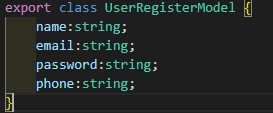 export class UserRegisterModel {
    name:string;
    email:string;
    password:string;
    phone:string;
}